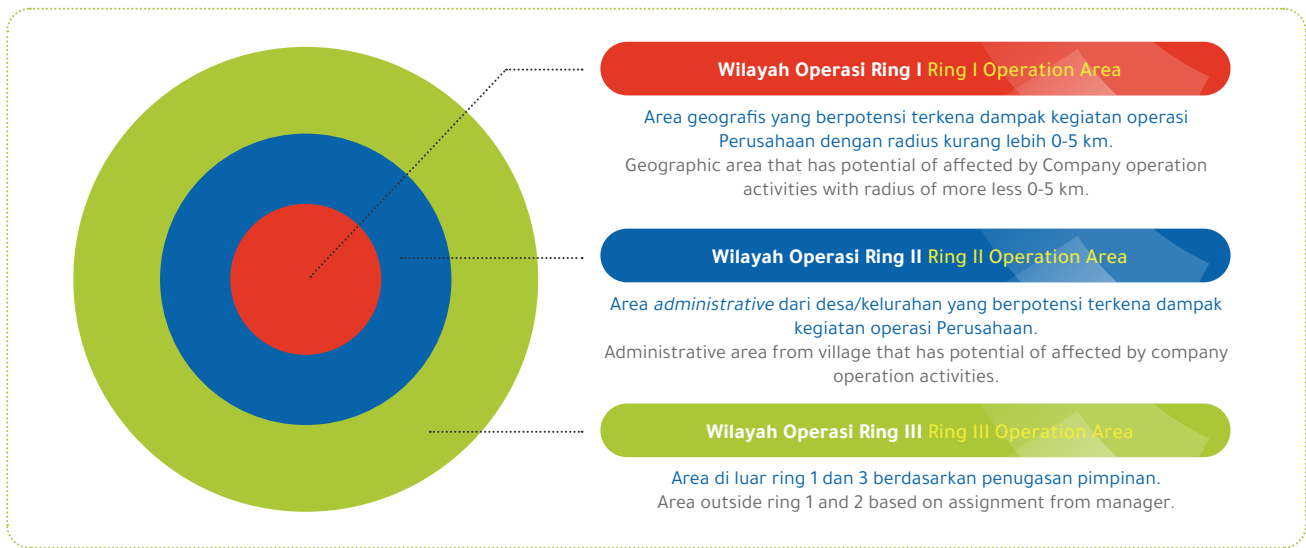 Wilayah Operasi Ring I Ring I Operation Area
Area geografis yang berpotensi terkena dampak kegiatan operasi
Perusahaan dengan radius kurang lebih 0-5 km.
Geographic area that has potential of affected by Company operation
activities with radius of more less 0-5 km.
Wilayah Operasi Ring II Ring II Operation Area
Area administrative dari desa/kelurahan yang berpotensi terkena dampak
kegiatan operasi Perusahaan.
Administrative area from village that has potential of affected by company
operation activities.
Wilayah Operasi Ring III Ring III Operation Area
Area di luar ring 1 dan 3 berdasarkan penugasan pimpinan.
Area outside ring 1 and 2 based on assignment from manager.